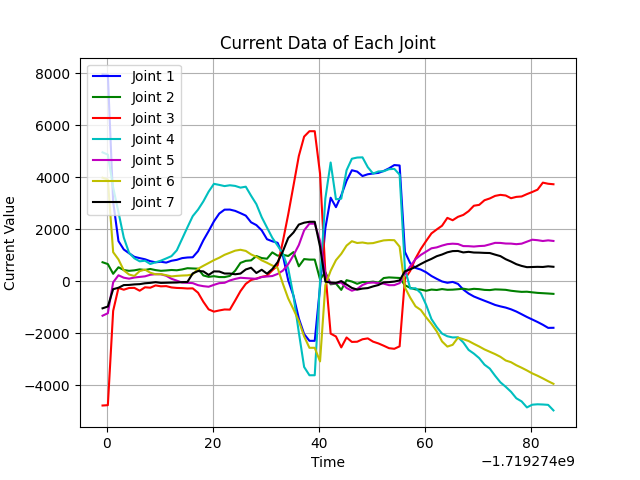 Current Data of Each Joint
Current Value
8000
6000
4000
2000
0
−2000
−4000
Joint 1
Joint 2
Joint 3
Joint 4
Joint 5
Joint 6
Joint 7
0 20 40 60 80
Time
−1.719274e9